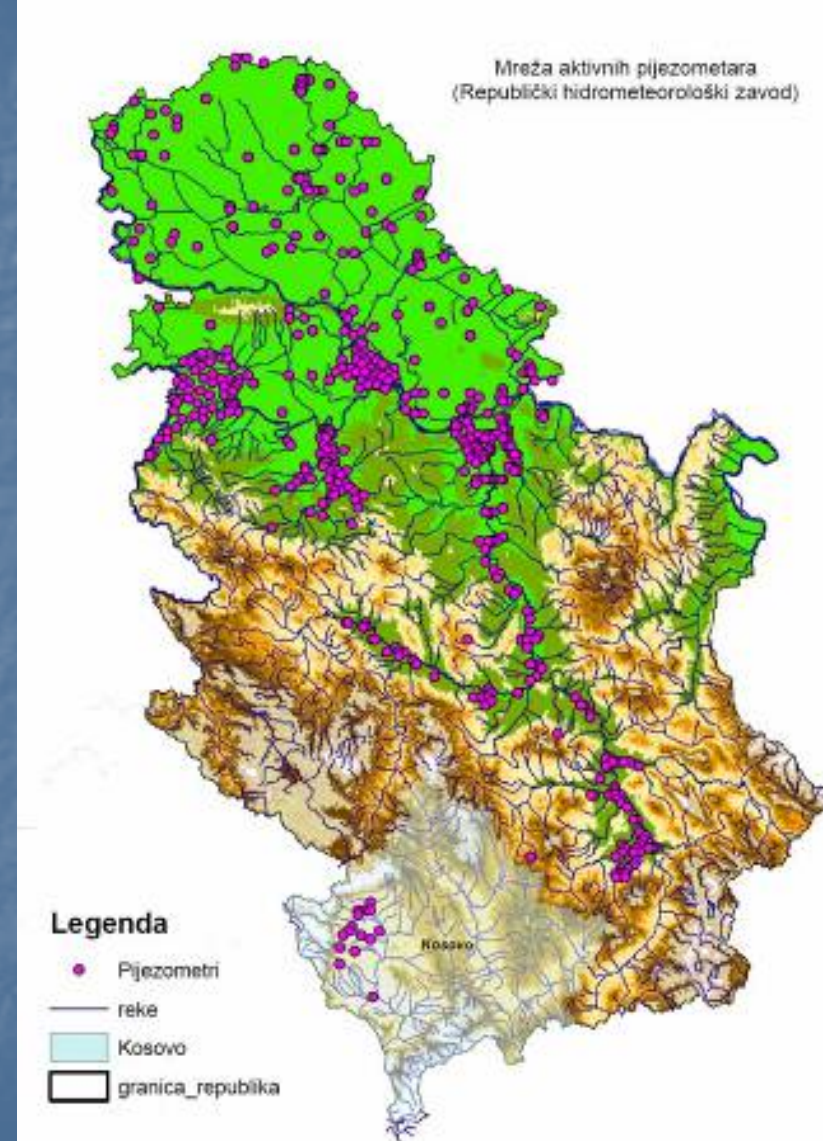 Mreža aktivnih pijezometara
(Republički hidrometeorološki zavod)
Kosovo
Legenda
Pijezometri
reke
Kosovo
granica_republika